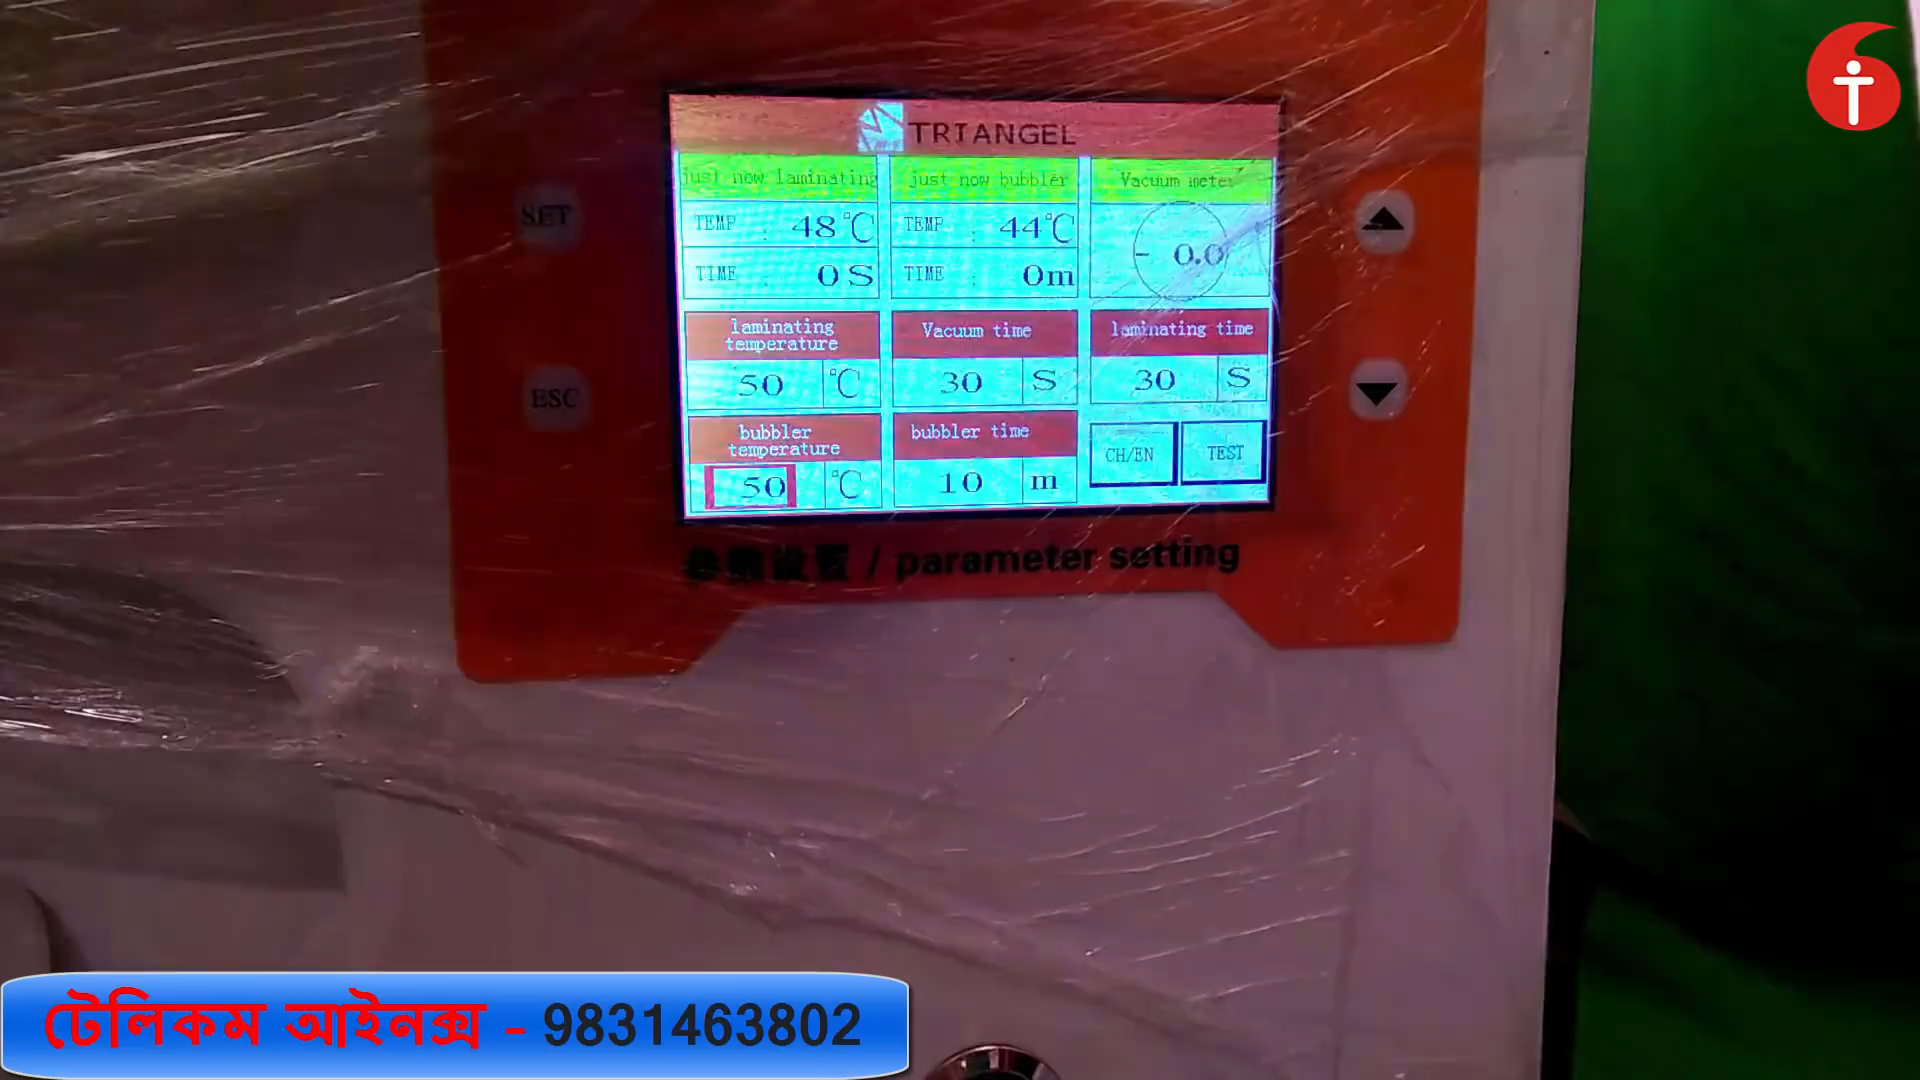 TRIANGEL
just now laminating
just now bubbler
Vacuum meter
TEMP : 48℃
TEMP : 44℃
- 0.0
TIME : 0 S
TIME : 0m
SET
ESC
laminating
temperature
Vacuum time
laminating time
50 ℃
30 S
30 S
bubbler
temperature
bubbler time
CH/EN
TEST
50 ℃
10 m
参数设置 / parameter setting
টেলিকম আইনক্স - 9831463802